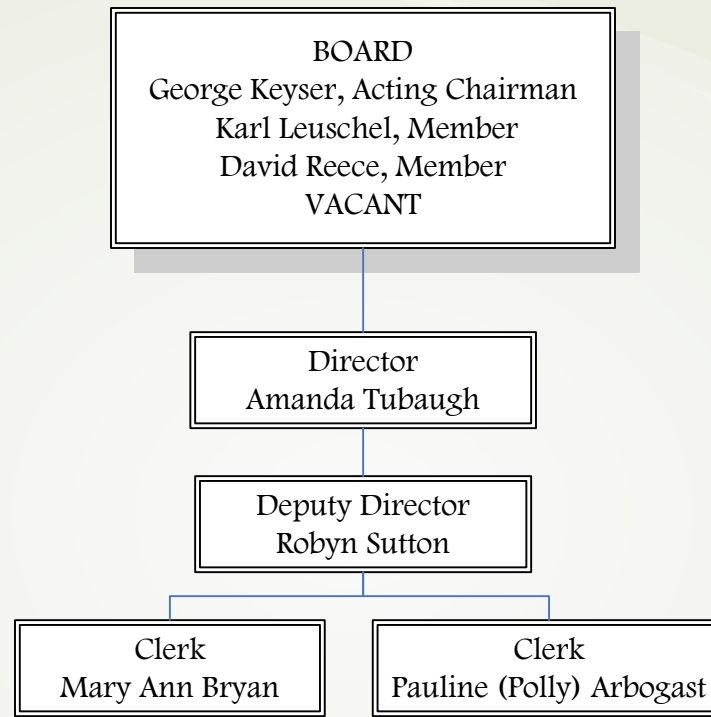 BOARD
George Keyser, Acting Chairman
Karl Leuschel, Member
David Reece, Member
VACANT
Director
Amanda Tubaugh
Deputy Director
Robyn Sutton
Clerk
Mary Ann Bryan
Clerk
Pauline (Polly) Arbogast